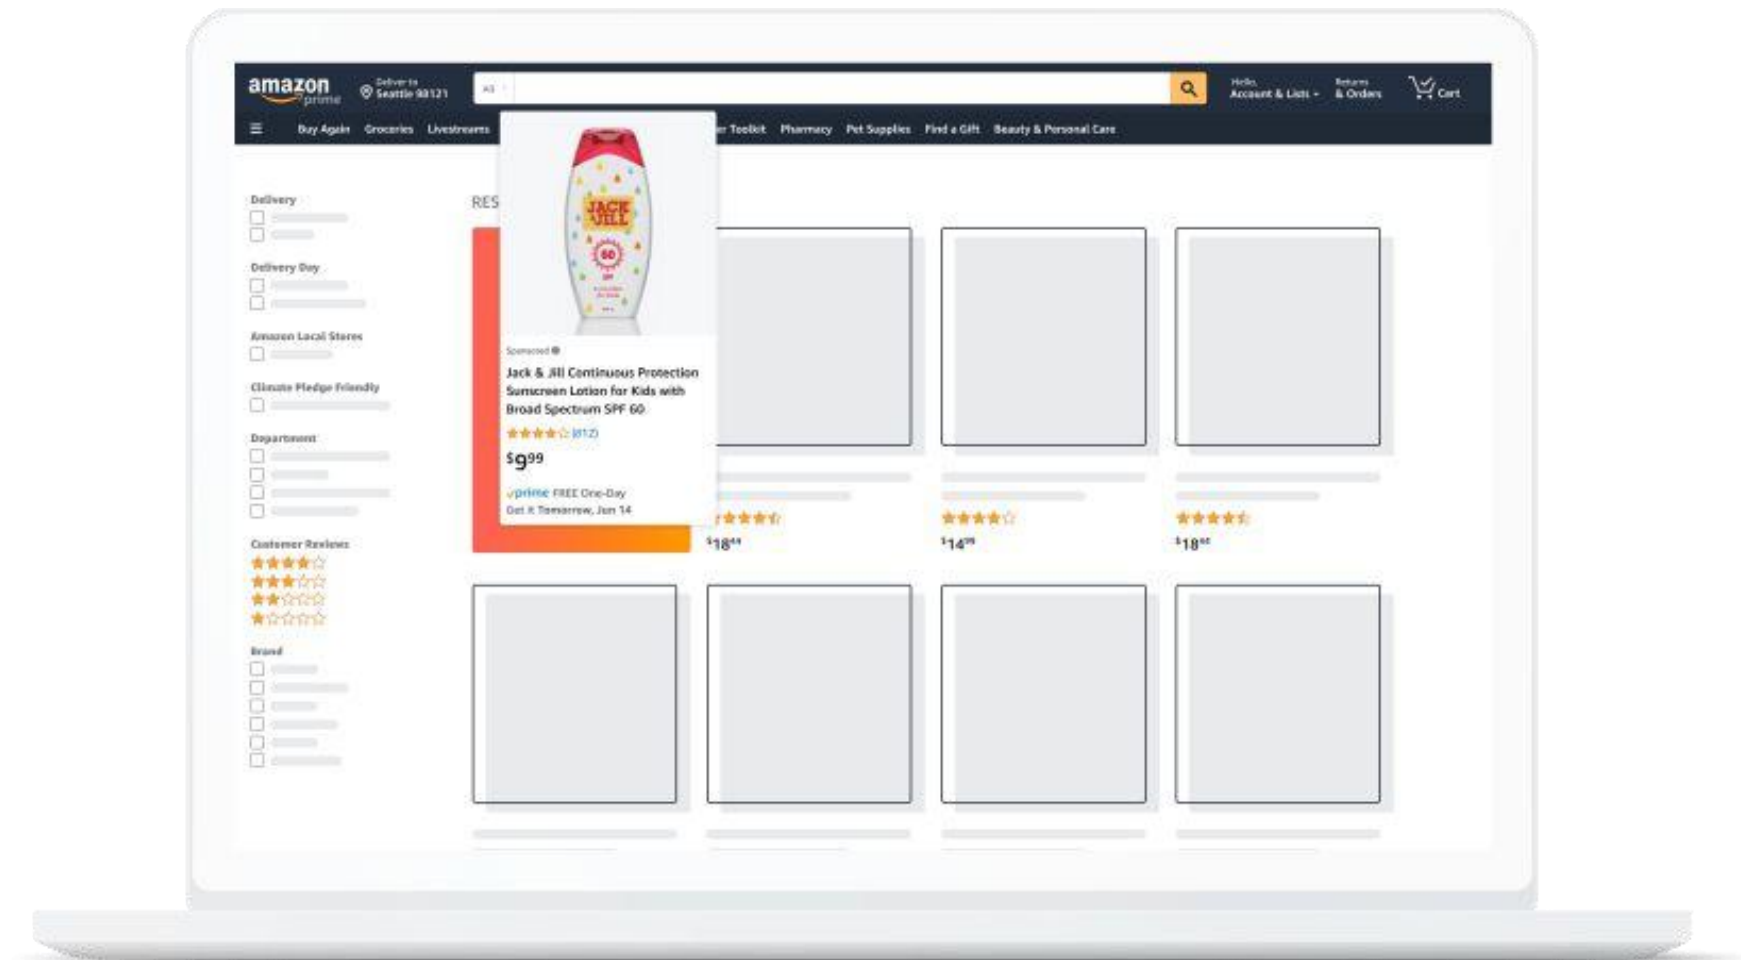 amazon
prime
Deliver to
Seattle 98121
All
Hello,
Account & Lists
Returns
& Orders
Cart
Buy Again Groceries Livestreams er Toolkit Pharmacy Pet Supplies Find a Gift Beauty & Personal Care
Delivery
Delivery Day
Amazon Local Stores
Climate Pledge Friendly
Department
Customer Reviews
Brand
RES
JACK
& JILL
60
SPF
Sponsored
Jack & Jill Continuous Protection
Sunscreen Lotion for Kids with
Broad Spectrum SPF 60
(812)
$9.99
prime FREE One-Day
Get it Tomorrow, Jun 14
$18
$14
$18